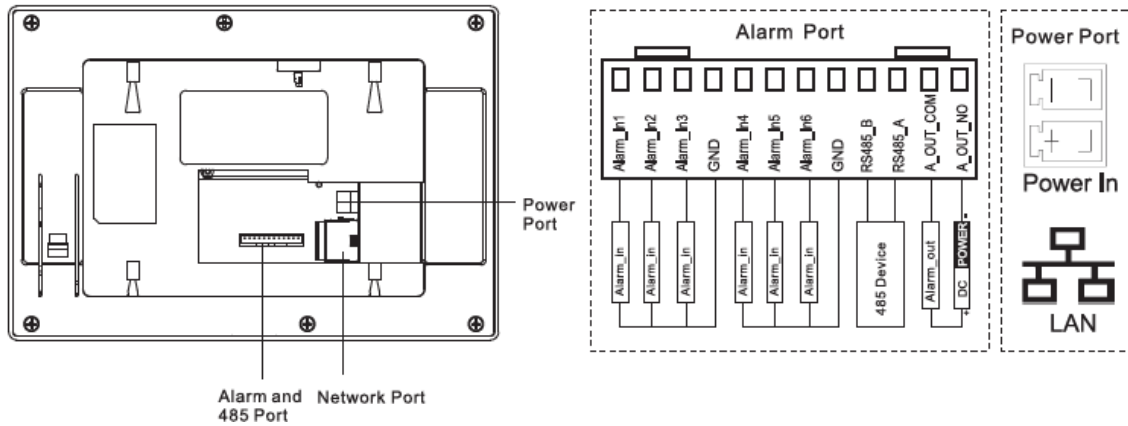 Power
Port
Alarm and
485 Port
Network Port
Alarm Port
Alarm_In1
Alarm_In2
Alarm_In3
GND
Alarm_In4
Alarm_In5
Alarm_In6
GND
RS485_B
RS485_A
A_OUT_COM
A_OUT_NO
Alarm_in
Alarm_in
Alarm_in
Alarm_in
Alarm_in
Alarm_in
485 Device
Alarm_out
+ DC POWER -
Power Port
-
+
Power In
LAN